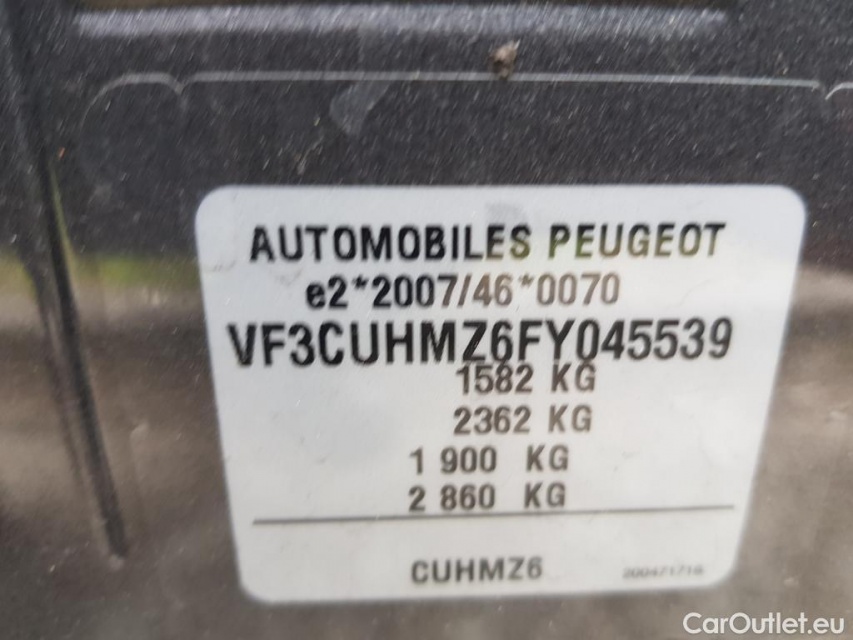 AUTOMOBILES PEUGEOT
e2*2007/46*0070
VF3CUHMZ6FY045539
1582 KG
2362 KG
1 900 KG
2 860 KG
CUHMZ6
CarOutlet.eu